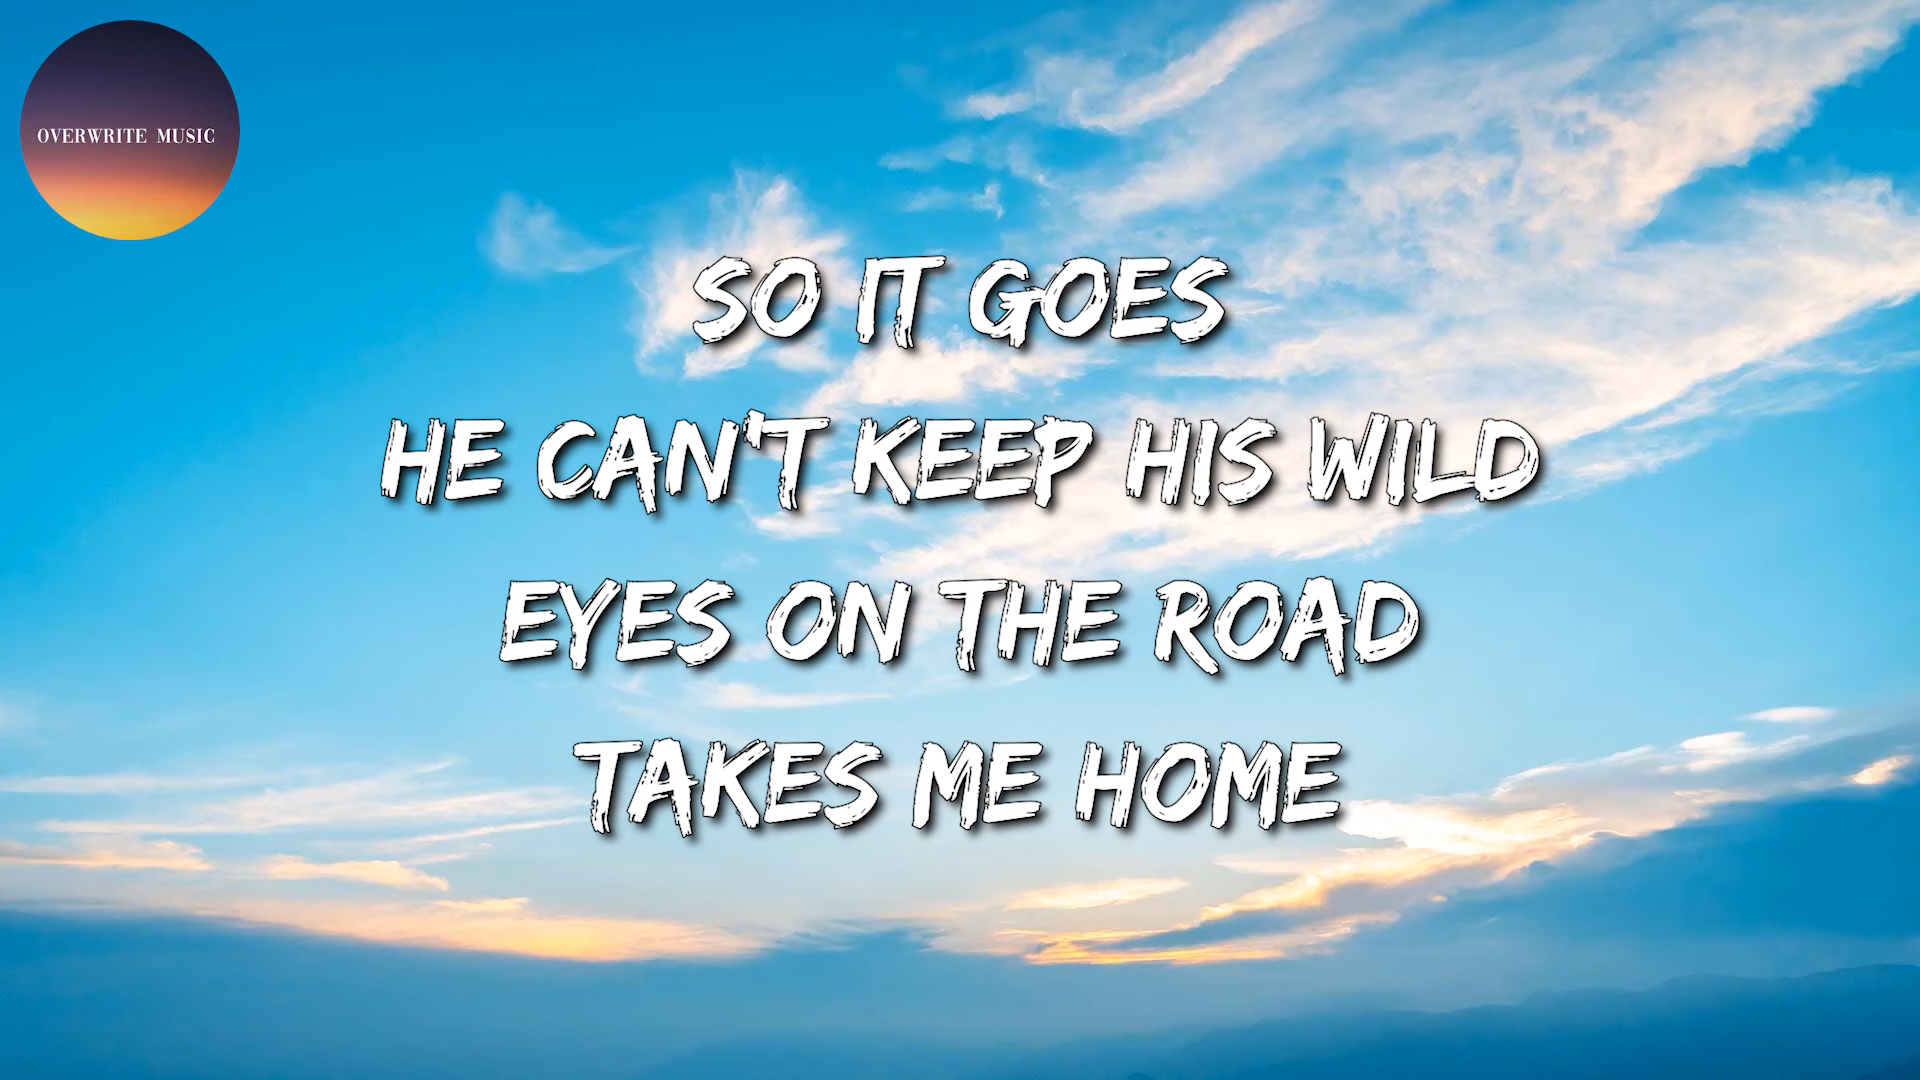 OVERWRITE MUSIC
SO IT GOES
HE CAN'T KEEP HIS WILD
EYES ON THE ROAD
TAKES ME HOME